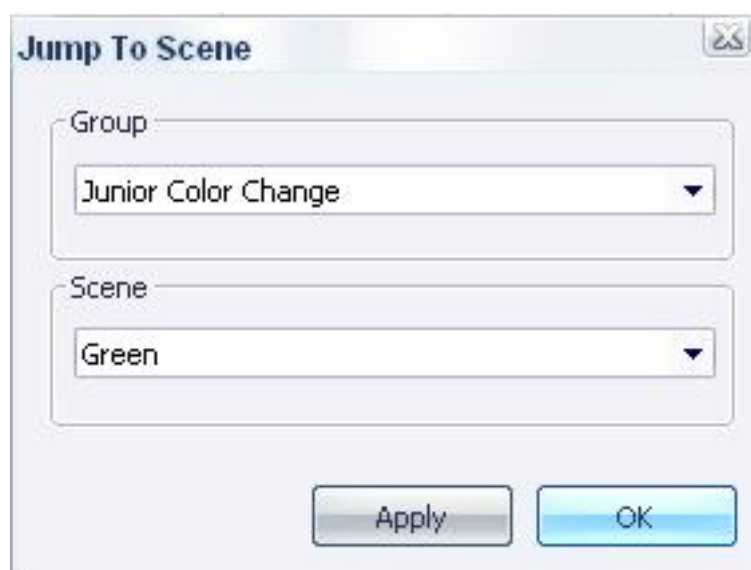 Jump To Scene
Group
Junior Color Change
Scene
Green
Apply
OK